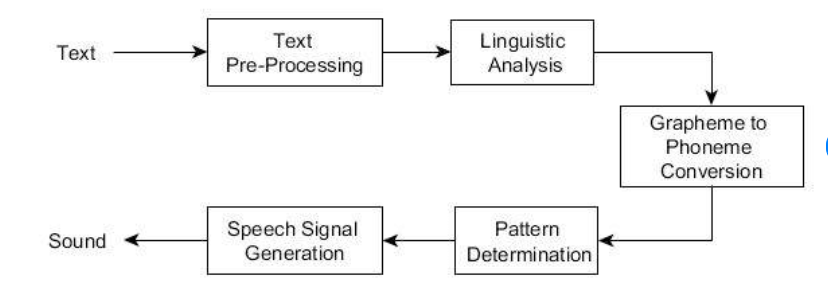 Text
Text
Pre-Processing
Linguistic
Analysis
Grapheme to
Phoneme
Conversion
Pattern
Determination
Speech Signal
Generation
Sound